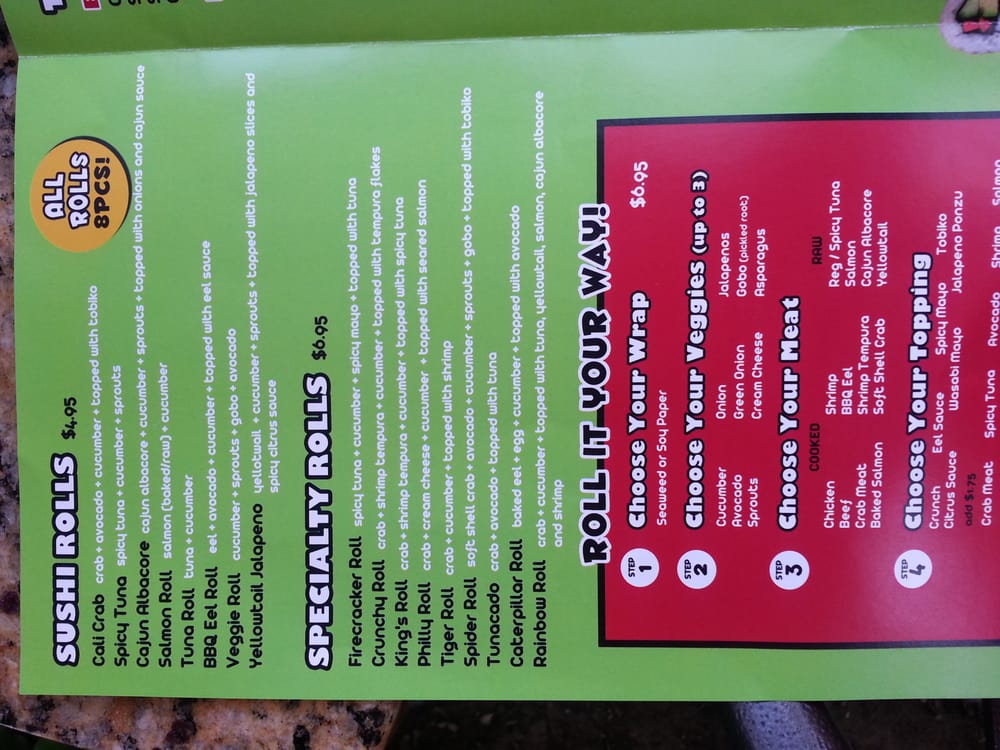 ALL
ROLLS
8PCS!
SUSHI ROLLS $4.95
Cali Crab crab + avocado + cucumber + topped with tobiko
Spicy Tuna spicy tuna + cucumber + sprouts
Cajun Albacore cajun albacore + cucumber + sprouts + topped with onions and cajun sauce
Salmon Roll salmon (baked/raw) + cucumber
Tuna Roll tuna + cucumber
BBQ Eel Roll eel + avocado + cucumber + topped with eel sauce
Veggie Roll cucumber + sprouts + gobo + avocado
Yellowtail Jalapeno yellotwail + cucumber + sprouts + topped with jalapeno slices and
spicy citrus sauce
SPECIALTY ROLLS $6.95
Firecracker Roll spicy tuna + cucumber + spicy mayo + topped with tuna
Crunchy Roll crab + shrimp tempura + cucumber + topped with tempura flakes
King's Roll crab + shrimp tempura + cucumber + topped with spicy tuna
Philly Roll crab + cream cheese + cucumber + topped with seared salmon
Tiger Roll crab + cucumber + topped with shrimp
Spider Roll soft shell crab + avocado + cucumber + sprouts + gobo + topped with tobiko
Tunacado crab + avocado + topped with tuna
Caterpillar Roll baked eel + egg + cucumber + topped with avocado
Rainbow Roll crab + cucumber + topped with tuna, yellowtail, salmon, cajun albacore
and shrimp
ROLL IT YOUR WAY!
STEP 1 Choose Your Wrap $6.95
Seaweed or Soy Paper
STEP 2 Choose Your Veggies (up to 3)
Cucumber Onion Jalapenos
Avocado Green Onion Gobo (pickled root)
Sprouts Cream Cheese Asparagus
STEP 3 Choose Your Meat
COOKED RAW
Chicken Shrimp Reg / Spicy Tuna
Beef BBQ Eel Salmon
Crab Meat Shrimp Tempura Cajun Albacore
Baked Salmon Soft Shell Crab Yellowtail
STEP 4 Choose Your Topping
Crunch Eel Sauce Spicy Mayo Tobiko
Citrus Sauce Wasabi Mayo Jalapeno Ponzu
add $1.75
Crab Meat Spicy Tuna Avocado Shrimp Salmon